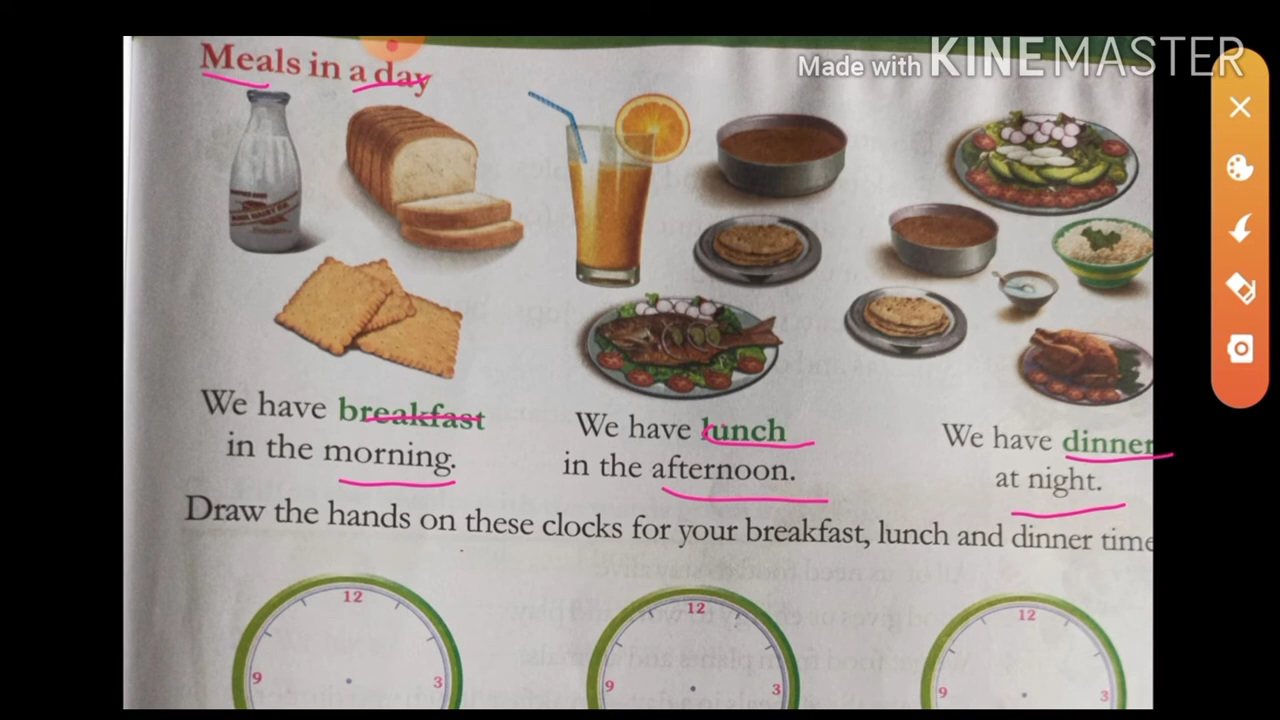 Made with KINEMASTER
Meals in a day
We have breakfast
in the morning.
We have lunch
in the afternoon.
We have dinner
at night.
Draw the hands on these clocks for your breakfast, lunch and dinner time
12
9
3
12
9
3
12
9
3